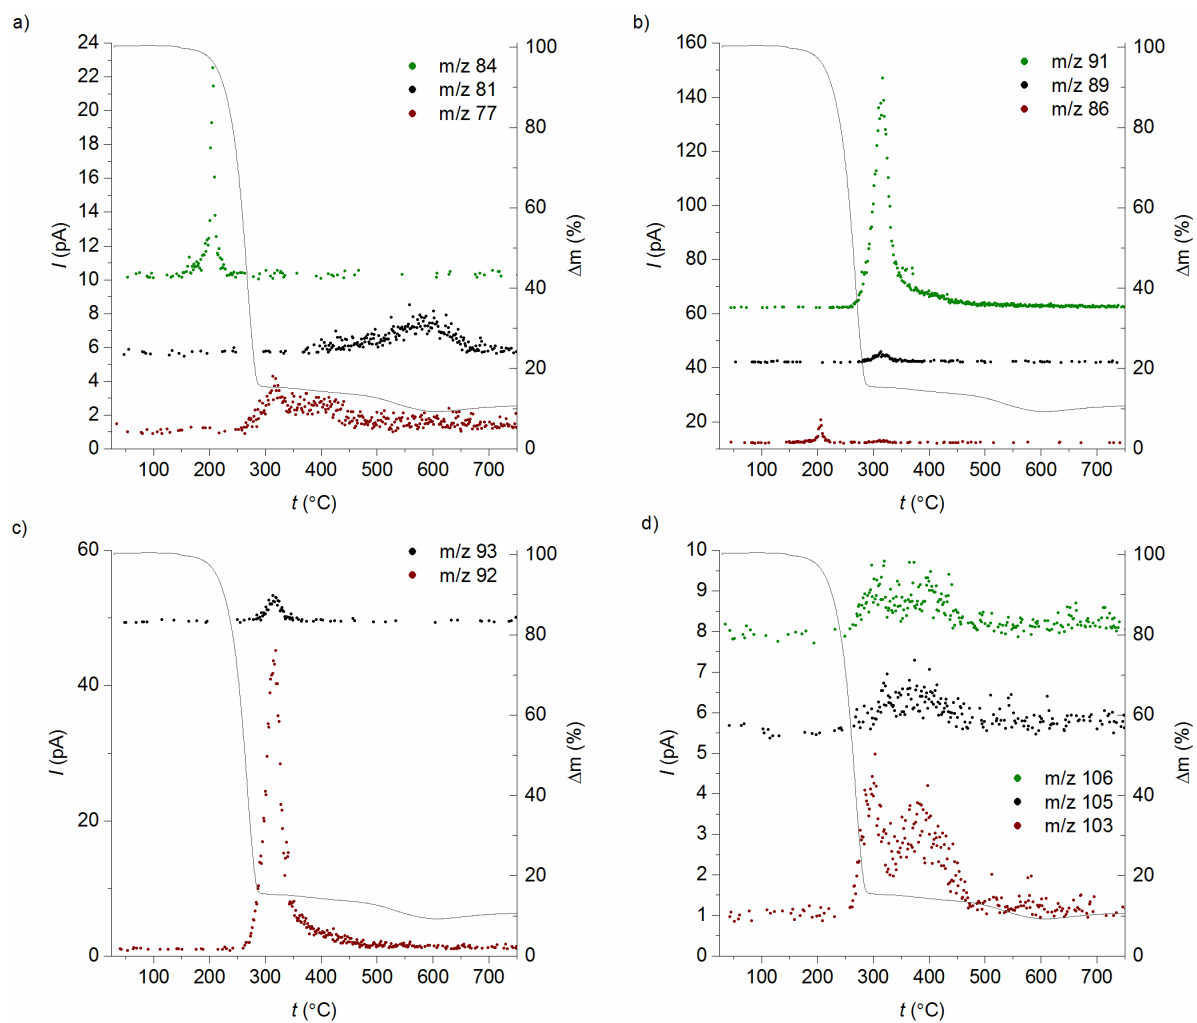 a)
24
22
20
18
16
14
12
10
8
6
4
2
0
I (pA)
m/z 84
m/z 81
m/z 77
100
80
60
40
20
0
Δm (%)
100 200 300 400 500 600 700
t (°C)
b)
160
140
120
100
80
60
40
20
I (pA)
m/z 91
m/z 89
m/z 86
100
80
60
40
20
0
Δm (%)
100 200 300 400 500 600 700
t (°C)
c)
60
40
20
0
I (pA)
m/z 93
m/z 92
100
80
60
40
20
0
Δm (%)
100 200 300 400 500 600 700
t (°C)
d)
10
9
8
7
6
5
4
3
2
1
0
I (pA)
m/z 106
m/z 105
m/z 103
100
80
60
40
20
0
Δm (%)
100 200 300 400 500 600 700
t (°C)